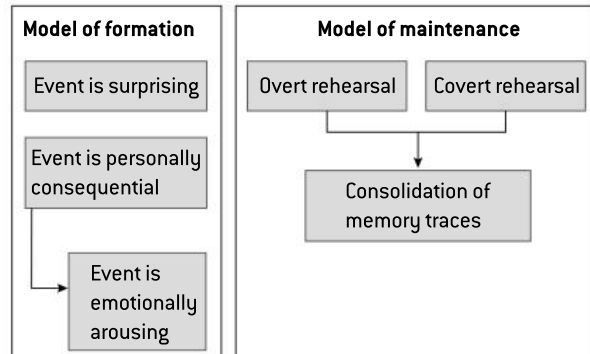 Model of formation
Event is surprising
Event is personally
consequential
Event is
emotionally
arousing
Model of maintenance
Overt rehearsal
Covert rehearsal
Consolidation of
memory traces